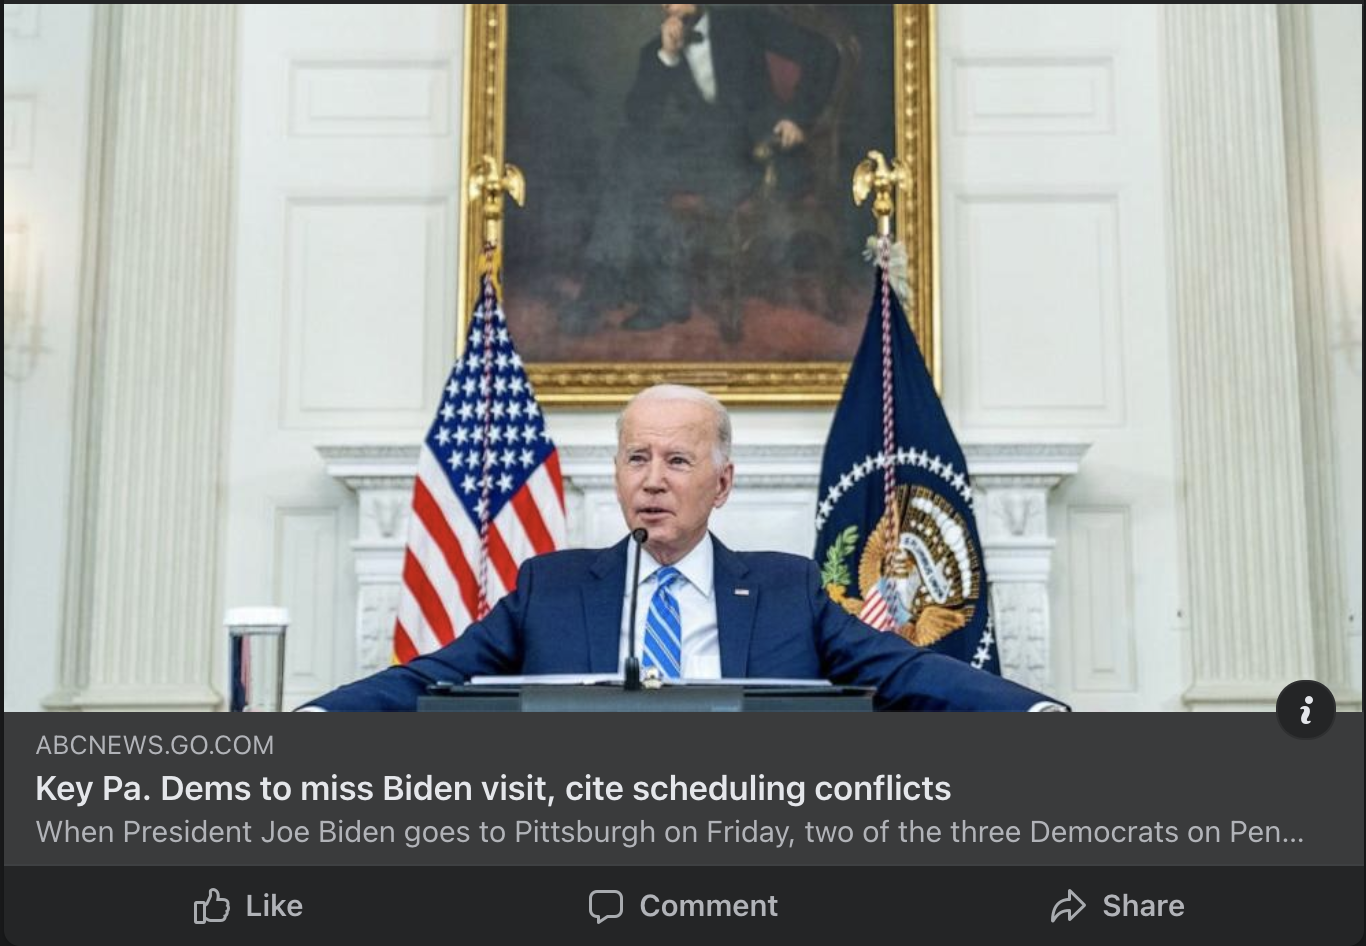 ABCNEWS.GO.COM
Key Pa. Dems to miss Biden visit, cite scheduling conflicts
When President Joe Biden goes to Pittsburgh on Friday, two of the three Democrats on Pen...
Like
Comment
Share